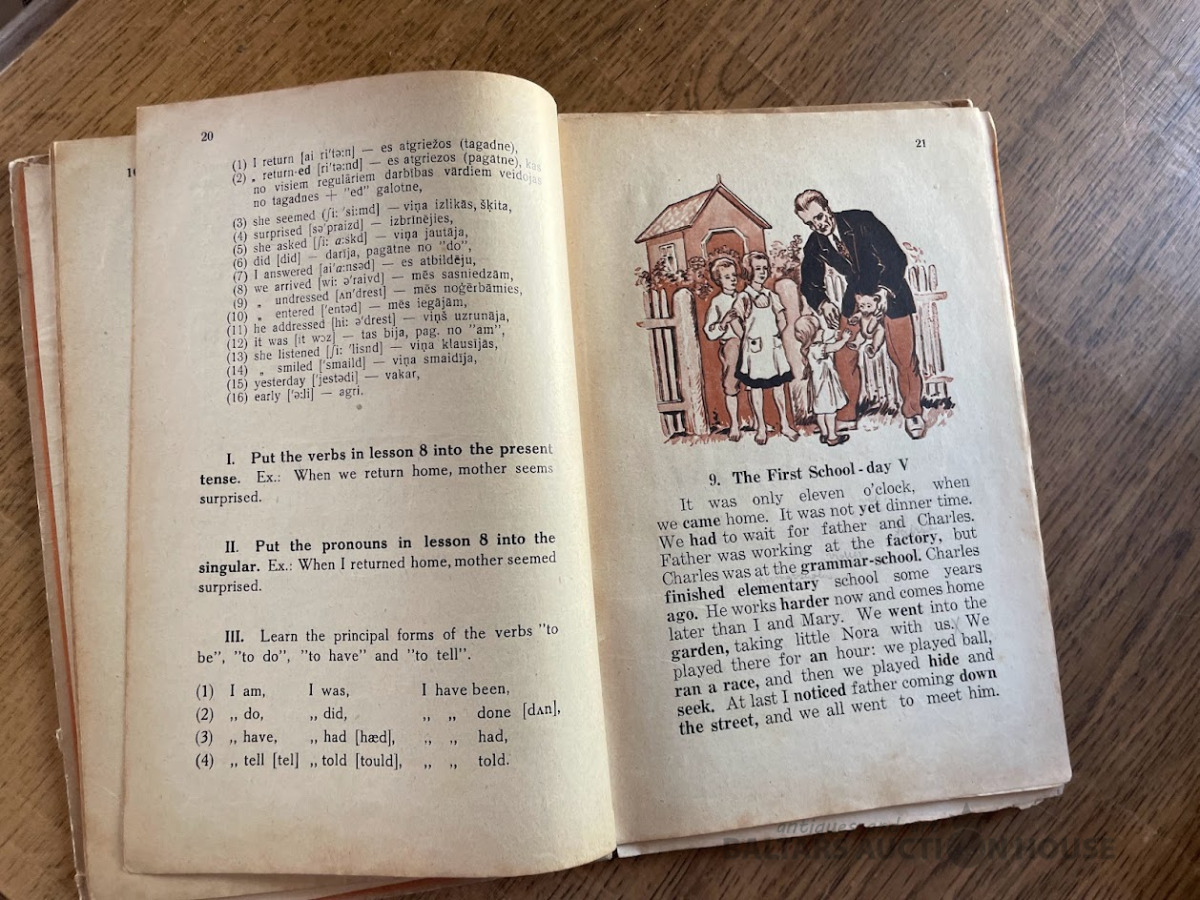 20
(1) I return [ai ri'tə:n] — es atgriežos (tagadne),
(2) „ return-ed [ri'tə:nd] — es atgriezos (pagātne), kas
no visiem regulāriem darbības vārdiem veidojas
no tagadnes + "ed" galotne,
(3) she seemed (ʃi: 'si:md] — viņa izlikās, šķita,
(4) surprised [sə'praizd] — izbrīnējies,
(5) she asked [ʃi: ɑ:skd] — viņa jautāja,
(6) did [did] — darīja, pagātne no "do",
(7) I answered [ai'ɑ:nsəd] — es atbildēju,
(8) we arrived [wi: ə'raivd] — mēs sasniedzām,
(9) „ undressed [ʌn'drest] — mēs noģērbāmies,
(10) „ entered ['entəd] — mēs iegājām,
(11) he addressed [hi: ə'drest] — viņš uzrunāja,
(12) it was [it wɔz] — tas bija, pag. no "am",
(13) she listened [ʃi: 'lisnd] — viņa klausījās,
(14) „ smiled ['smaild] — viņa smaidīja,
(15) yesterday ['jestədi] — vakar,
(16) early ['ə:li] — agri.
I. Put the verbs in lesson 8 into the present
tense. Ex.: When we return home, mother seems
surprised.
II. Put the pronouns in lesson 8 into the
singular. Ex.: When I returned home, mother seemed
surprised.
III. Learn the principal forms of the verbs "to
be", "to do", "to have" and "to tell".
(1) I am, I was, I have been,
(2) „ do, „ did, „ „ done [dʌn],
(3) „ have, „ had [hæd], „ „ had,
(4) „ tell [tel] „ told [tould], „ „ told.
21
9. The First School-day V
It was only eleven o'clock, when
we came home. It was not yet dinner time.
We had to wait for father and Charles.
Father was working at the factory, but
Charles was at the grammar-school. Charles
finished elementary school some years
ago. He works harder now and comes home
later than I and Mary. We went into the
garden, taking little Nora with us. We
played there for an hour: we played ball,
ran a race, and then we played hide and
seek. At last I noticed father coming down
the street, and we all went to meet him.
AUCTION HOUSE